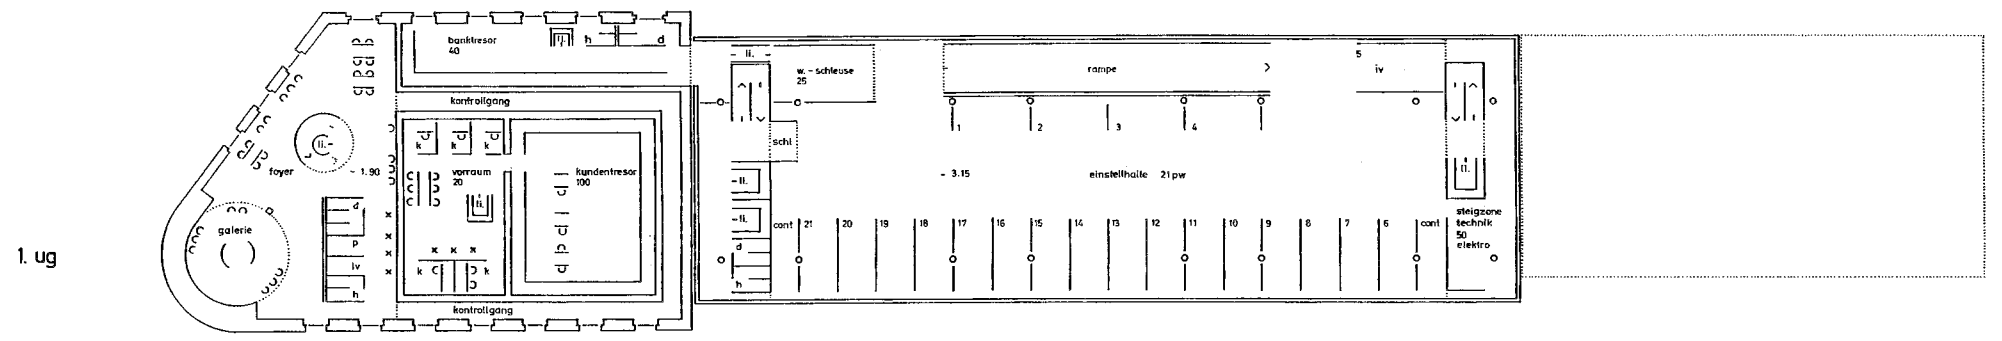 1. ug
banktresor
40
li.
h
d
kontrollgang
foyer
li.
- 1.90
galerie
d
p
iv
h
k
k
k
vorraum
20
li.
k
k
kundentresor
100
kontrollgang
li.
w.-schleuse
25
schl
li.
li.
d
h
rampe
5
iv
1
2
3
4
- 3.15
einstellhalle 21 pw
cont
21
20
19
18
17
16
15
14
13
12
11
10
9
8
7
6
cont
li.
steigzone
technik
50
elektro